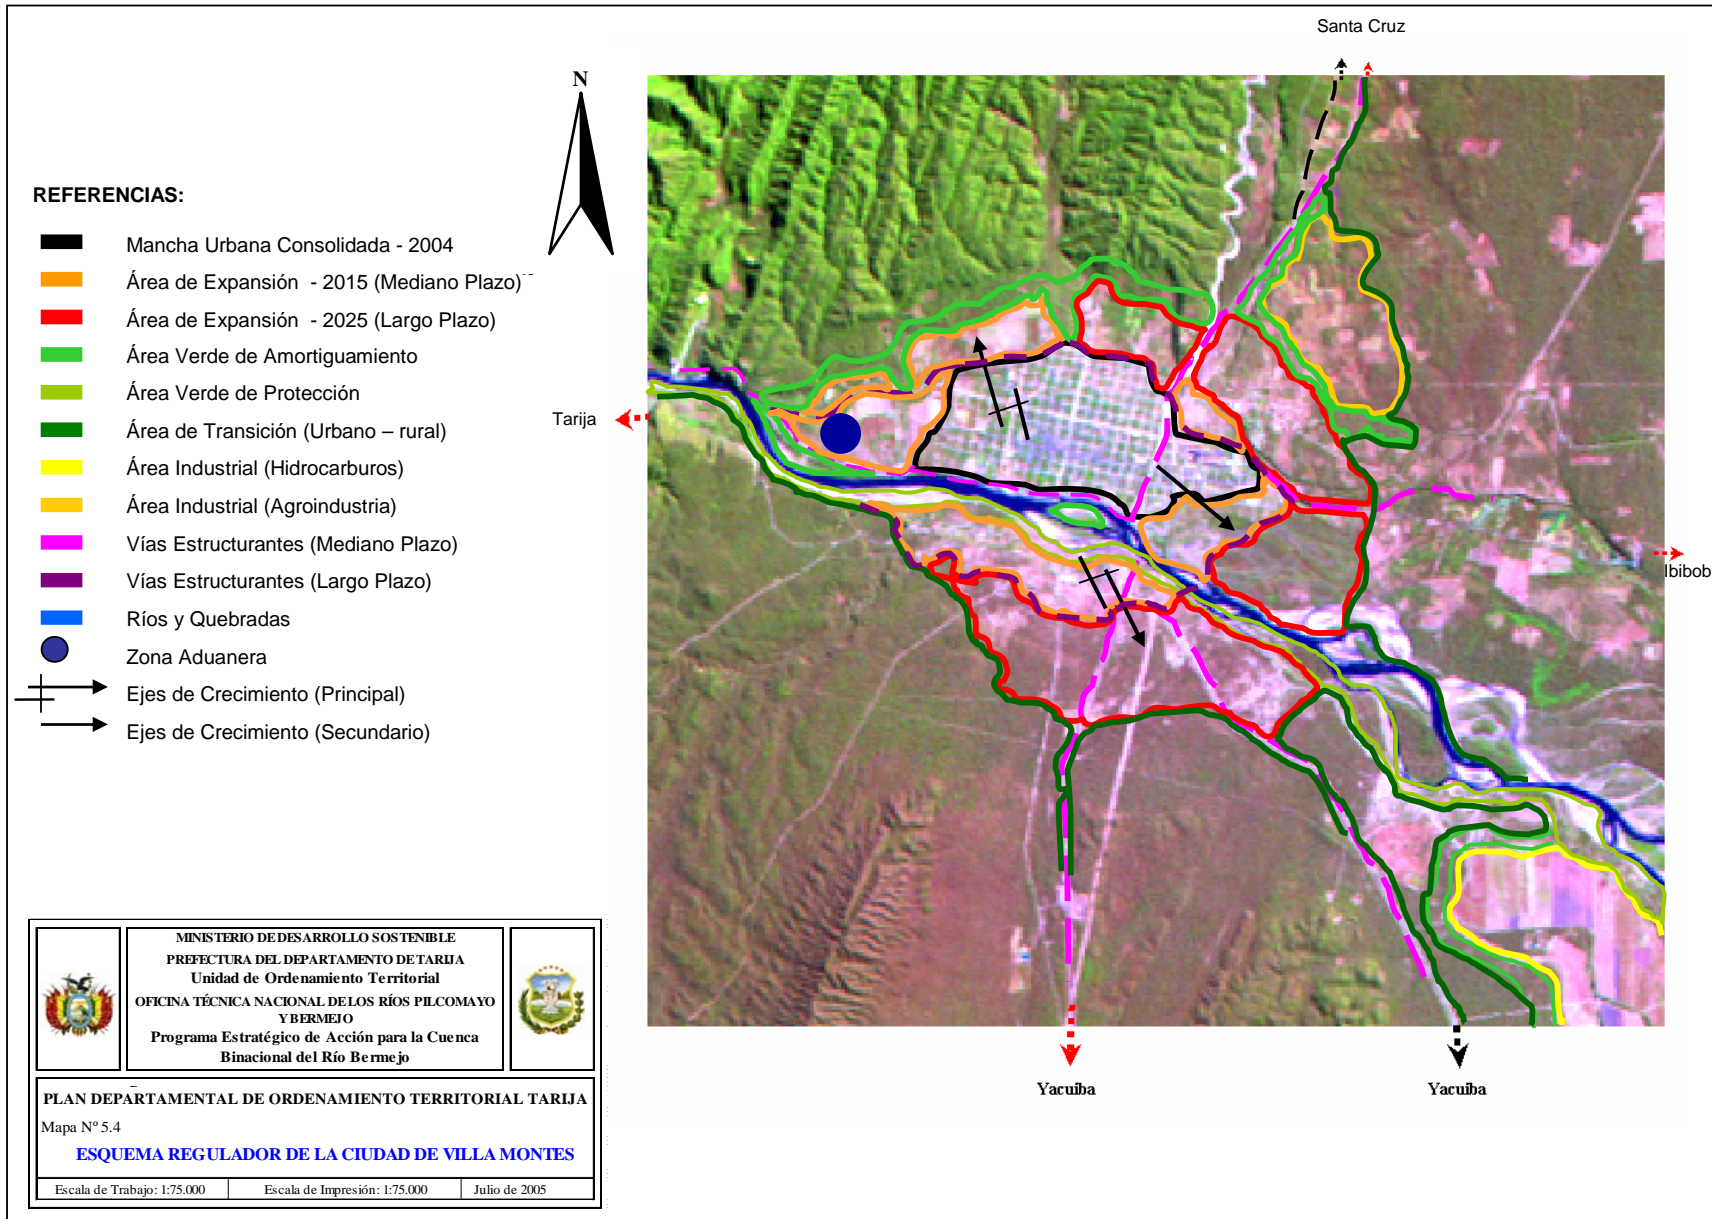 Santa Cruz
N
REFERENCIAS:
Mancha Urbana Consolidada - 2004
Área de Expansión - 2015 (Mediano Plazo)
Área de Expansión - 2025 (Largo Plazo)
Área Verde de Amortiguamiento
Área Verde de Protección
Área de Transición (Urbano – rural)
Área Industrial (Hidrocarburos)
Área Industrial (Agroindustria)
Vías Estructurantes (Mediano Plazo)
Vías Estructurantes (Largo Plazo)
Ríos y Quebradas
Zona Aduanera
Ejes de Crecimiento (Principal)
Ejes de Crecimiento (Secundario)
Tarija
Ibibob
Yacuiba
Yacuiba
MINISTERIO DE DESARROLLO SOSTENIBLE
PREFECTURA DEL DEPARTAMENTO DE TARIJA
Unidad de Ordenamiento Territorial
OFICINA TÉCNICA NACIONAL DE LOS RÍOS PILCOMAYO
Y BERMEJO
Programa Estratégico de Acción para la Cuenca
Binacional del Río Bermejo
PLAN DEPARTAMENTAL DE ORDENAMIENTO TERRITORIAL TARIJA
Mapa Nº 5.4
ESQUEMA REGULADOR DE LA CIUDAD DE VILLA MONTES
Escala de Trabajo: 1:75.000
Escala de Impresión: 1:75.000
Julio de 2005